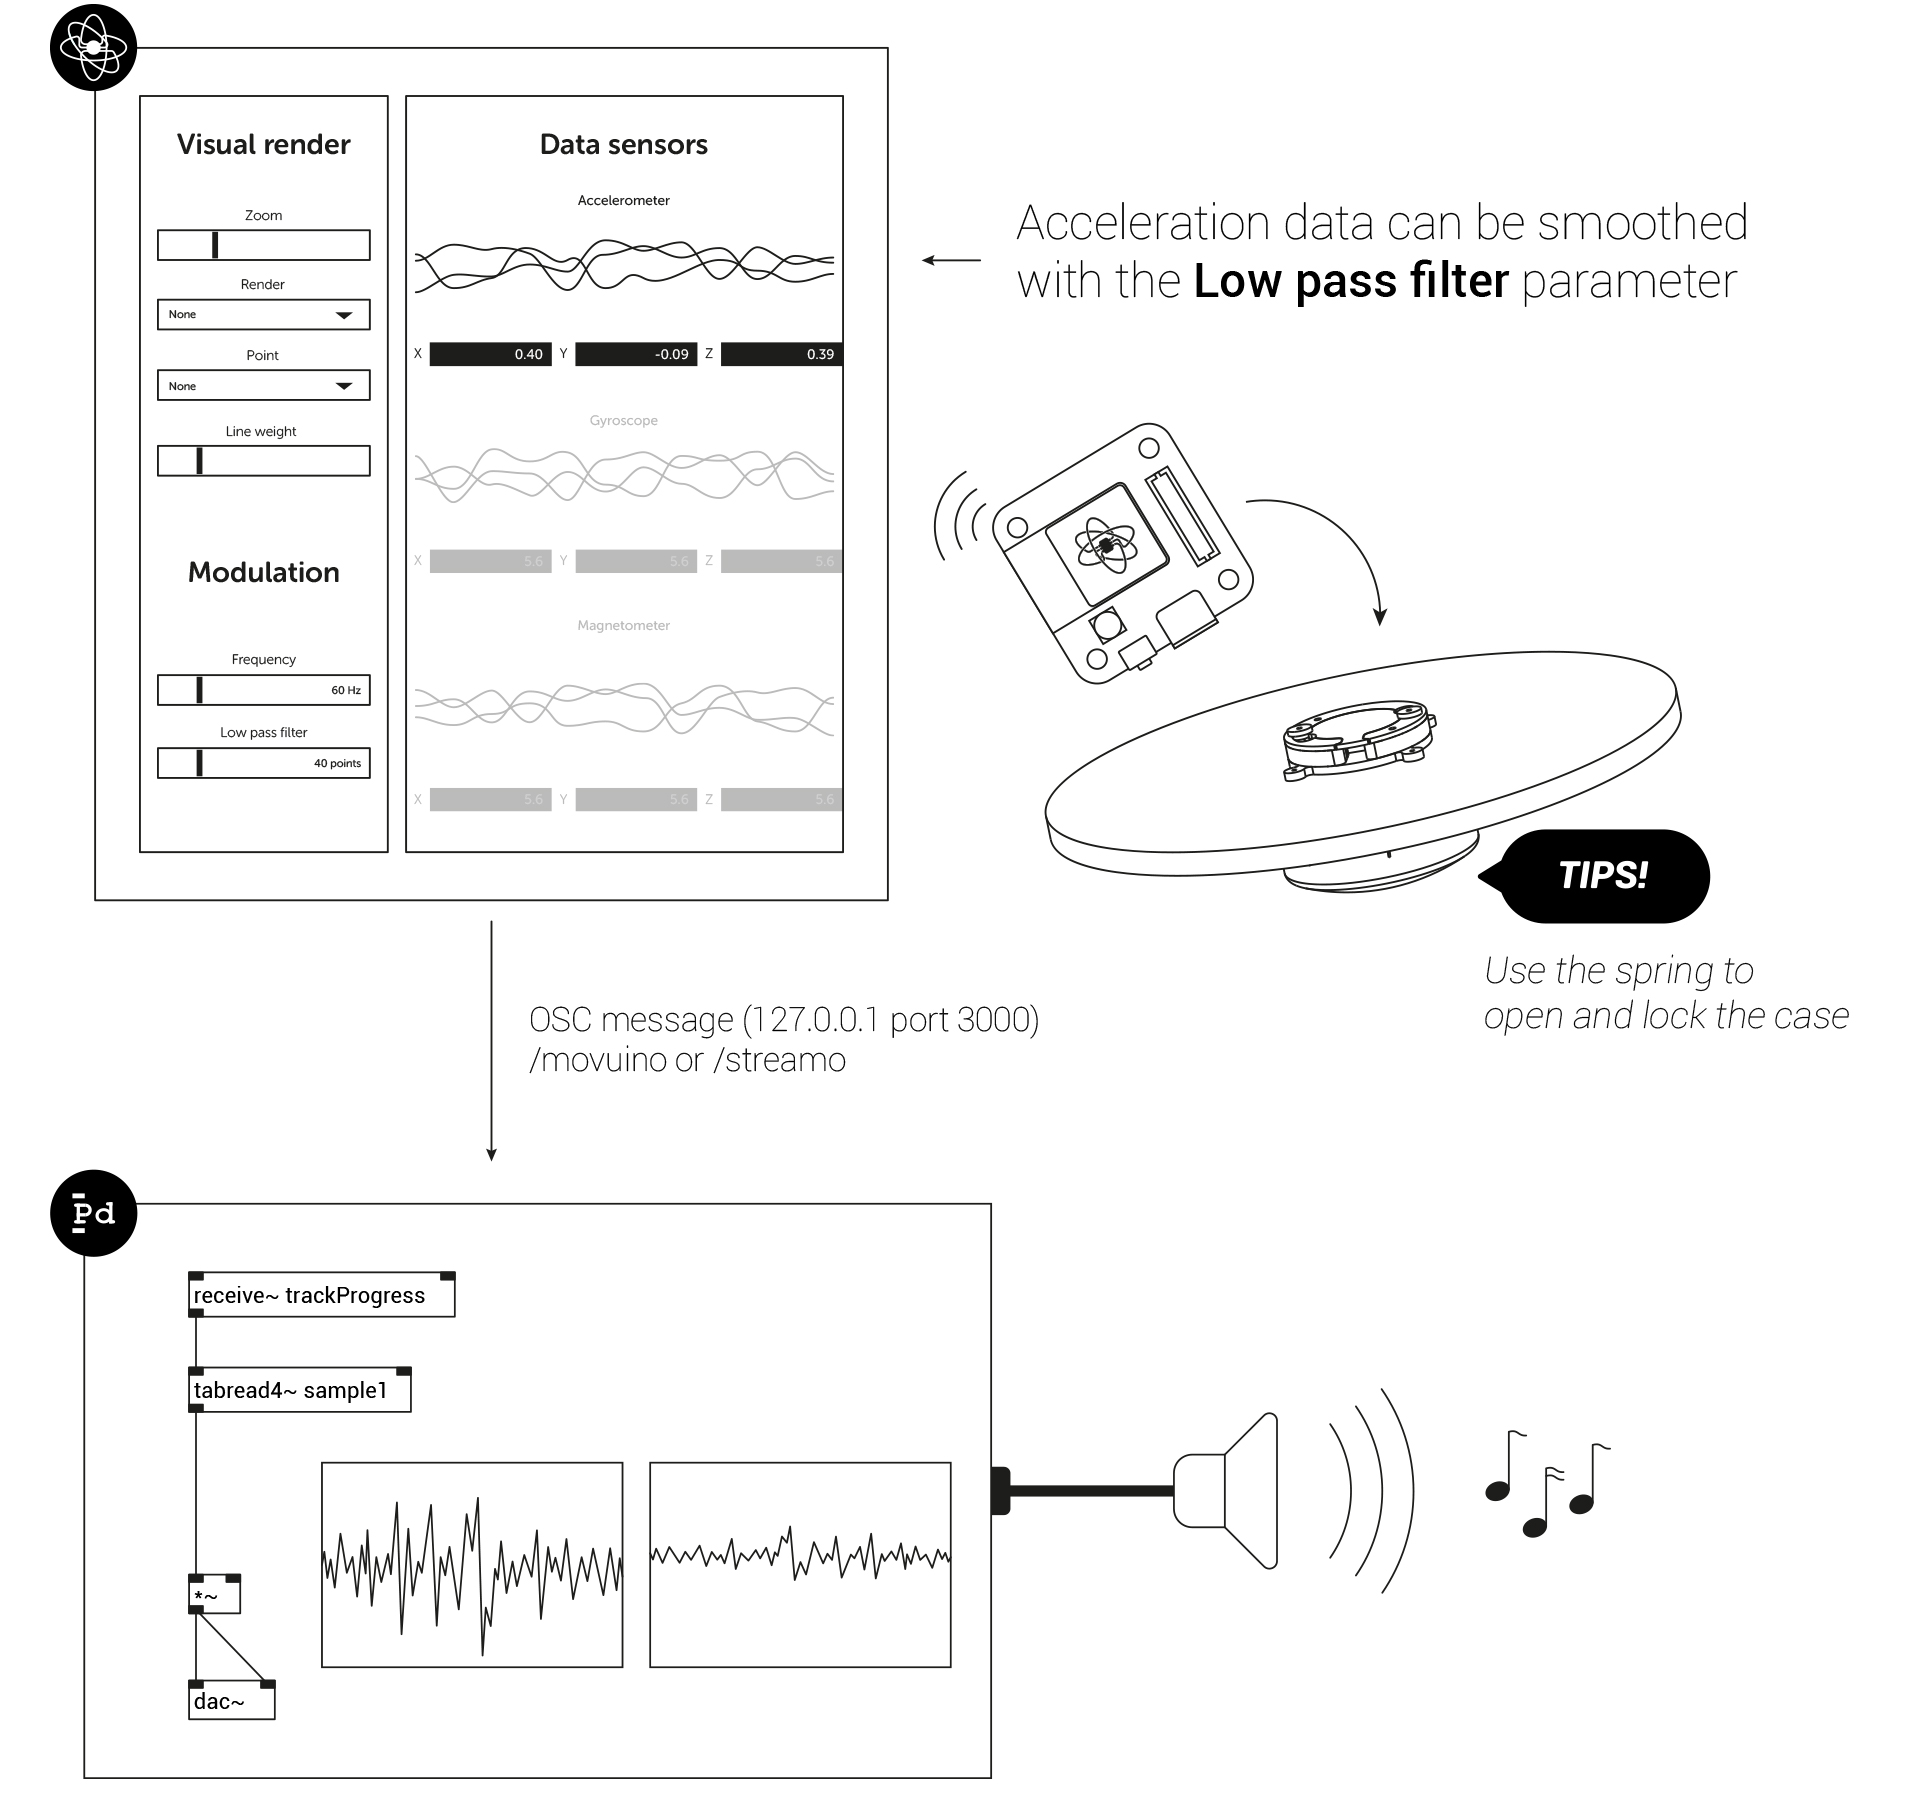 Visual render
Zoom
Render
None
Point
None
Line weight
Modulation
Frequency
60 Hz
Low pass filter
40 points
Data sensors
Accelerometer
X 0.40 Y -0.09 Z 0.39
Gyroscope
X 5.6 Y 5.6 Z 5.6
Magnetometer
X 5.6 Y 5.6 Z 5.6
Acceleration data can be smoothed
with the Low pass filter parameter
TIPS!
Use the spring to
open and lock the case
OSC message (127.0.0.1 port 3000)
/movuino or /streamo
Pd
receive~ trackProgress
tabread4~ sample1
*~
dac~